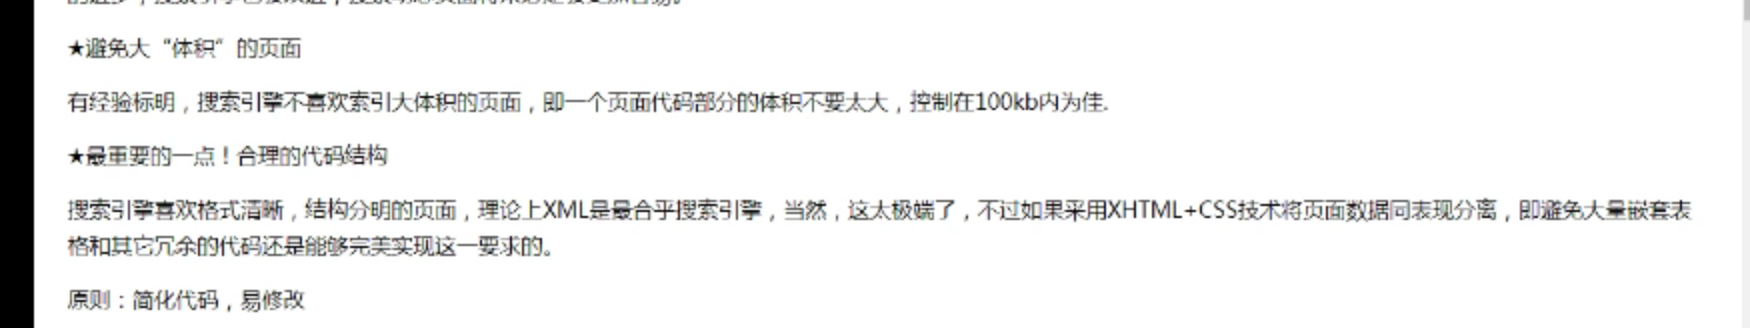 ★避免大“体积”的页面
有经验标明，搜索引擎不喜欢索引大体积的页面，即一个页面代码部分的体积不要太大，控制在100kb内为佳.
★最重要的一点！合理的代码结构
搜索引擎喜欢格式清晰，结构分明的页面，理论上XML是最合乎搜索引擎，当然，这太极端了，不过如果采用XHTML+CSS技术将页面数据同表现分离，即避免大量嵌套表
格和其它冗余的代码还是能够完美实现这一要求的。
原则：简化代码，易修改